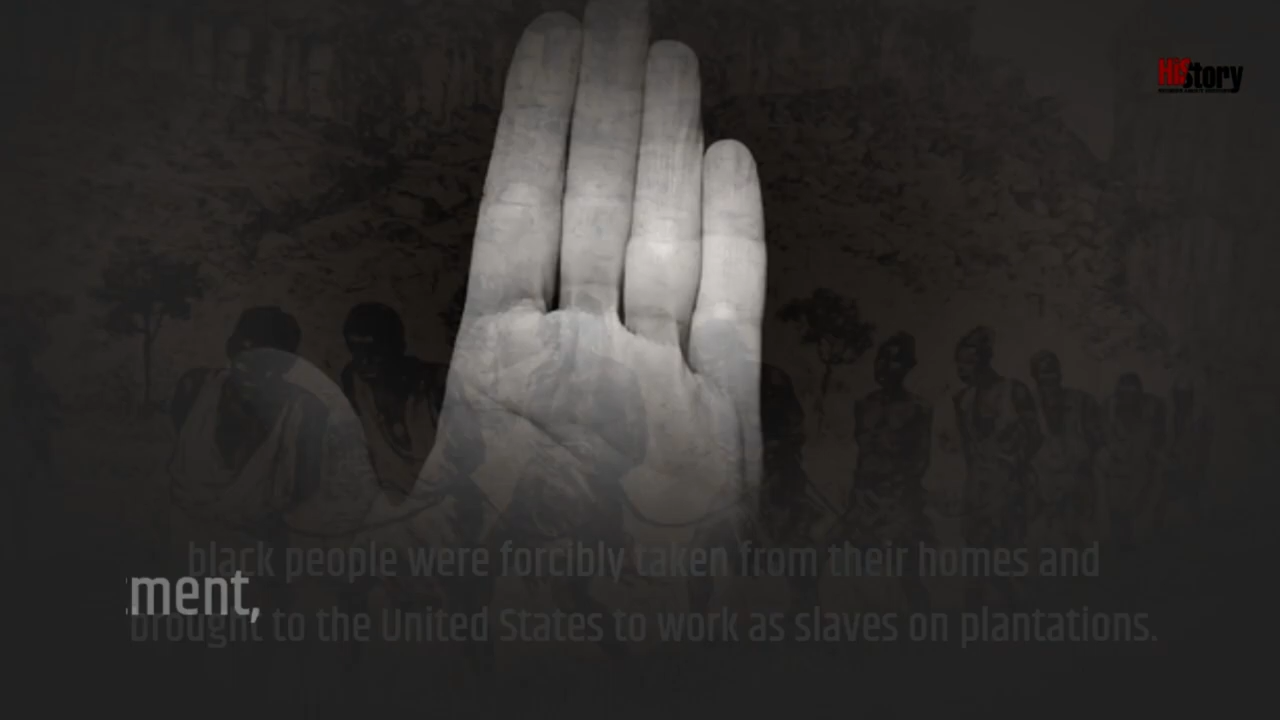 HiStory
black people were forcibly taken from their homes and
ment,
brought to the United States to work as slaves on plantations.